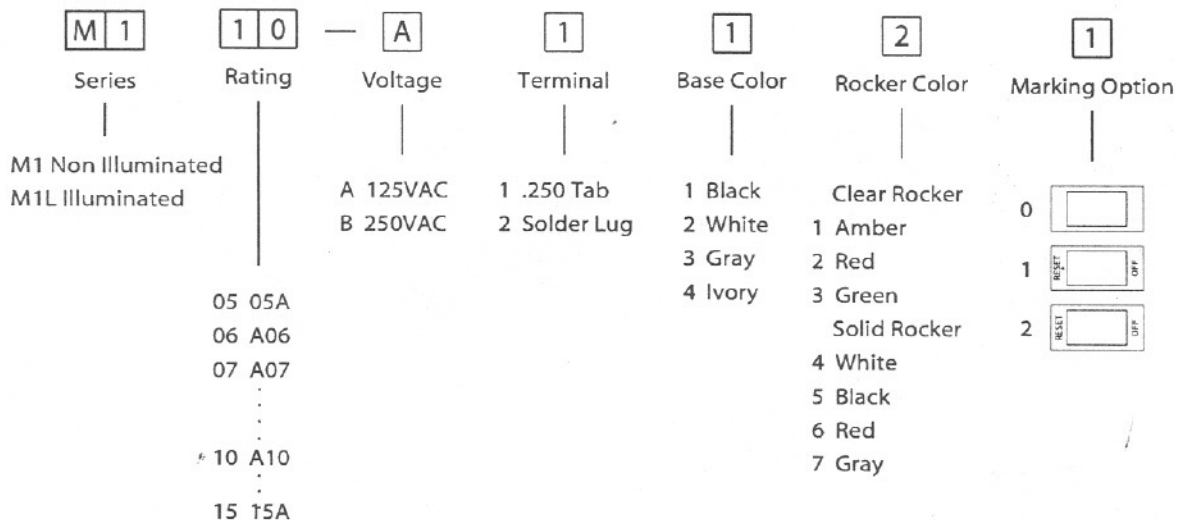 M 1 1 0 — A 1 1 2 1
Series Rating Voltage Terminal Base Color Rocker Color Marking Option
M1 Non Illuminated
M1L Illuminated
05 05A
06 A06
07 A07
10 A10
15 15A
A 125VAC
B 250VAC
1 .250 Tab
2 Solder Lug
1 Black
2 White
3 Gray
4 Ivory
Clear Rocker
1 Amber
2 Red
3 Green
Solid Rocker
4 White
5 Black
6 Red
7 Gray
0
1 RESET OFF
2 RESET OFF